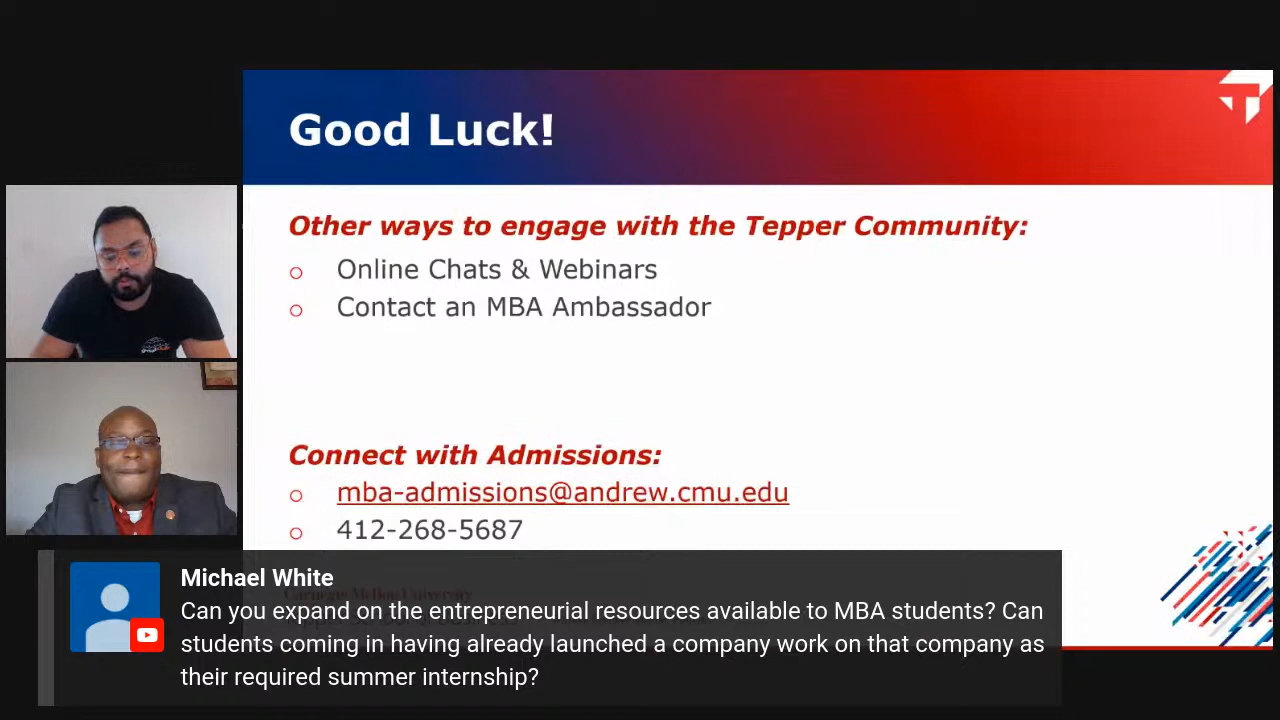 Good Luck!
Other ways to engage with the Tepper Community:
Online Chats & Webinars
Contact an MBA Ambassador
Connect with Admissions:
mba-admissions@andrew.cmu.edu
412-268-5687
Michael White
Can you expand on the entrepreneurial resources available to MBA students? Can
students coming in having already launched a company work on that company as
their required summer internship?